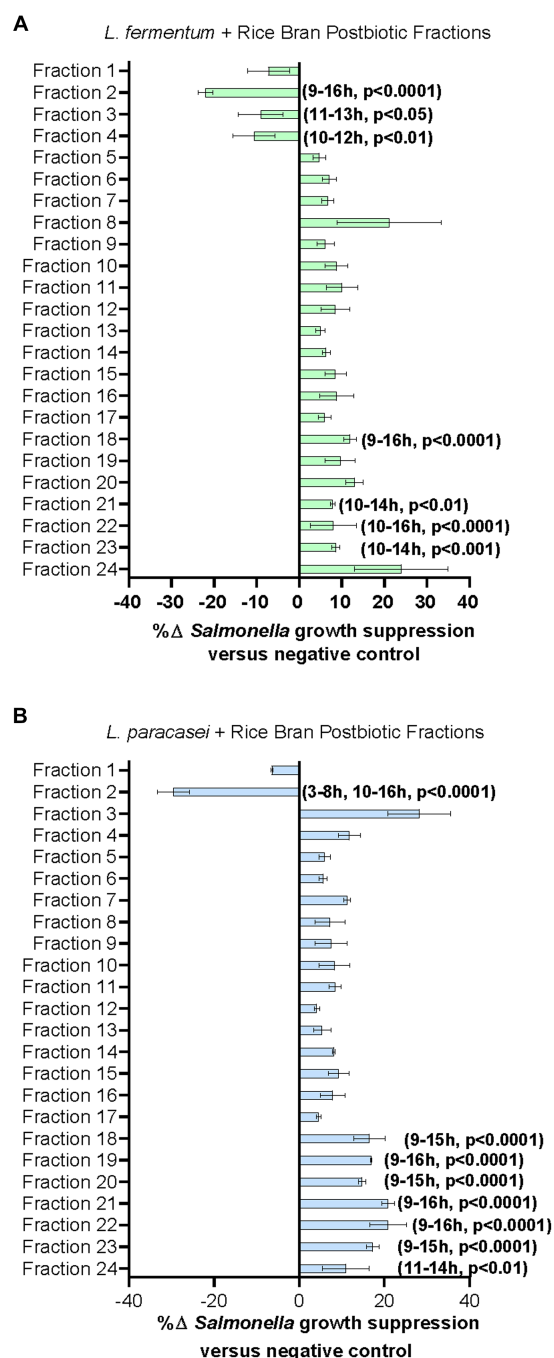 A
L. fermentum + Rice Bran Postbiotic Fractions
Fraction 1
Fraction 2 (9-16h, p<0.0001)
Fraction 3 (11-13h, p<0.05)
Fraction 4 (10-12h, p<0.01)
Fraction 5
Fraction 6
Fraction 7
Fraction 8
Fraction 9
Fraction 10
Fraction 11
Fraction 12
Fraction 13
Fraction 14
Fraction 15
Fraction 16
Fraction 17
Fraction 18 (9-16h, p<0.0001)
Fraction 19
Fraction 20
Fraction 21 (10-14h, p<0.01)
Fraction 22 (10-16h, p<0.0001)
Fraction 23 (10-14h, p<0.001)
Fraction 24
-40 -30 -20 -10 0 10 20 30 40
%Δ Salmonella growth suppression
versus negative control
B
L. paracasei + Rice Bran Postbiotic Fractions
Fraction 1
Fraction 2 (3-8h, 10-16h, p<0.0001)
Fraction 3
Fraction 4
Fraction 5
Fraction 6
Fraction 7
Fraction 8
Fraction 9
Fraction 10
Fraction 11
Fraction 12
Fraction 13
Fraction 14
Fraction 15
Fraction 16
Fraction 17
Fraction 18 (9-15h, p<0.0001)
Fraction 19 (9-16h, p<0.0001)
Fraction 20 (9-15h, p<0.0001)
Fraction 21 (9-16h, p<0.0001)
Fraction 22 (9-16h, p<0.0001)
Fraction 23 (9-15h, p<0.0001)
Fraction 24 (11-14h, p<0.01)
-40 -20 0 20 40
%Δ Salmonella growth suppression
versus negative control